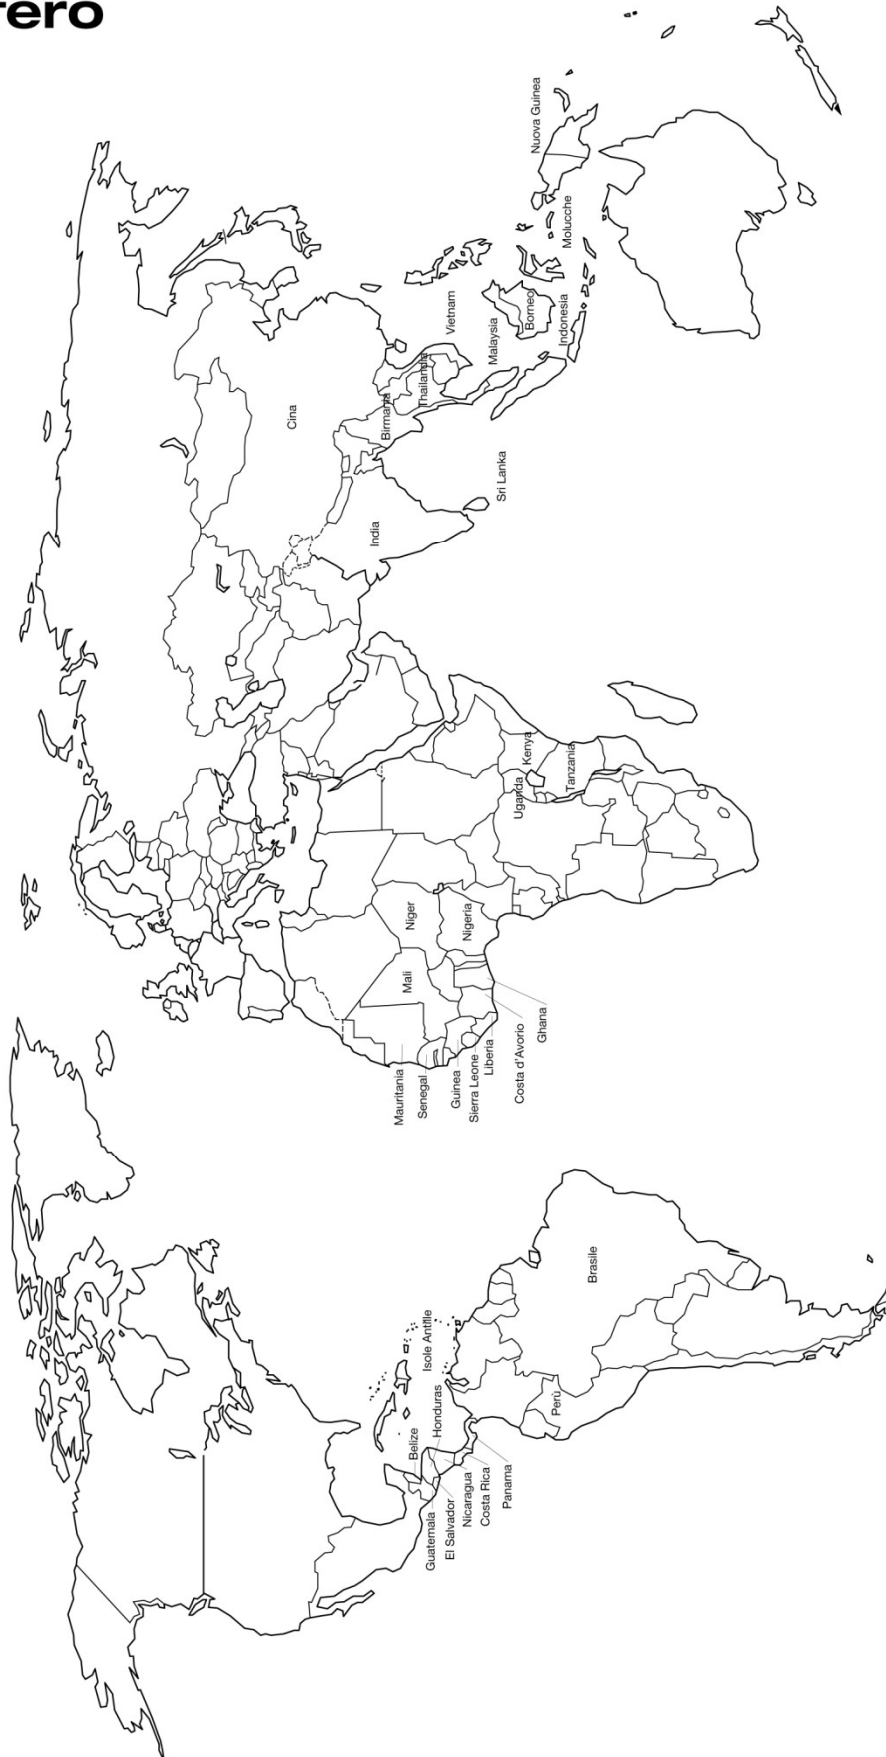 rero
Cina
India
Sri Lanka
Birmania
Thailandia
Vietnam
Malaysia
Borneo
Indonesia
Molucche
Nuova Guinea
Niger
Nigeria
Mali
Uganda
Kenya
Tanzania
Mauritania
Senegal
Guinea
Sierra Leone
Liberia
Costa d'Avorio
Ghana
Isole Antille
Belize
Honduras
Guatemala
El Salvador
Nicaragua
Costa Rica
Panama
Perù
Brasile